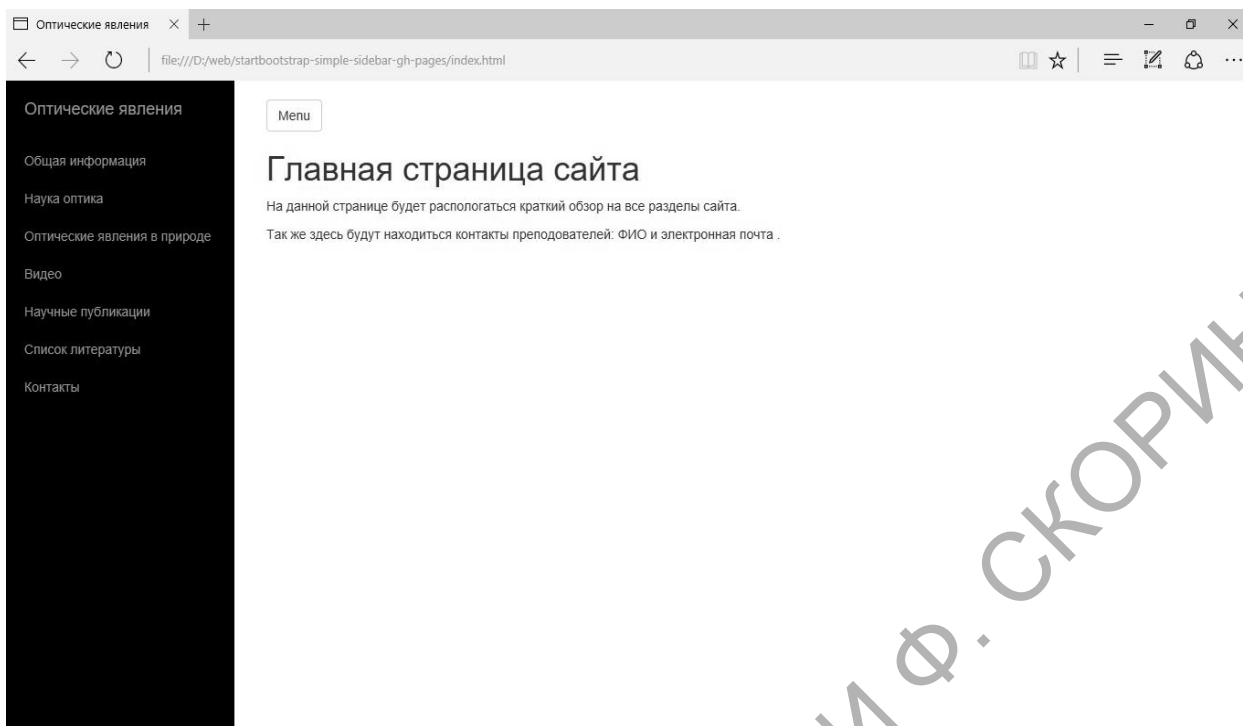 Оптические явления
file:///D:/web/startbootstrap-simple-sidebar-gh-pages/index.html
Оптические явления
Общая информация
Наука оптика
Оптические явления в природе
Видео
Научные публикации
Список литературы
Контакты
Menu
Главная страница сайта
На данной странице будет распологаться краткий обзор на все разделы сайта.
Так же здесь будут находиться контакты преподователей: ФИО и электронная почта .
И Ф. СКОРИН